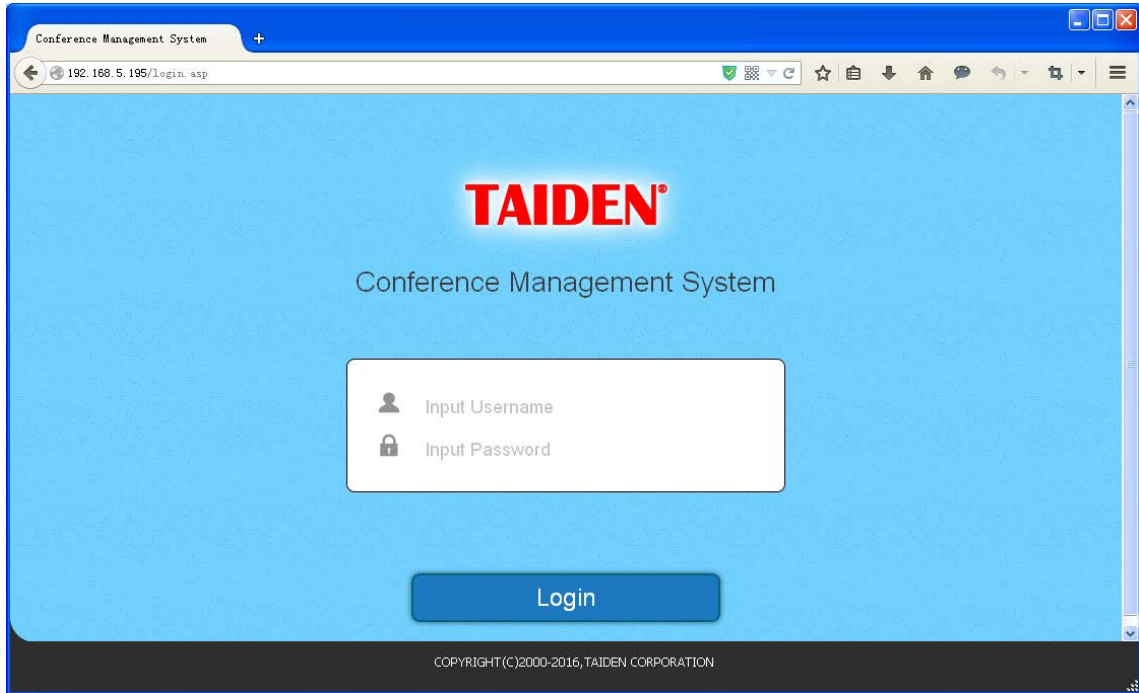 Conference Management System
192.168.5.195/login.asp
TAIDEN®
Conference Management System
Input Username
Input Password
Login
COPYRIGHT(C)2000-2016,TAIDEN CORPORATION